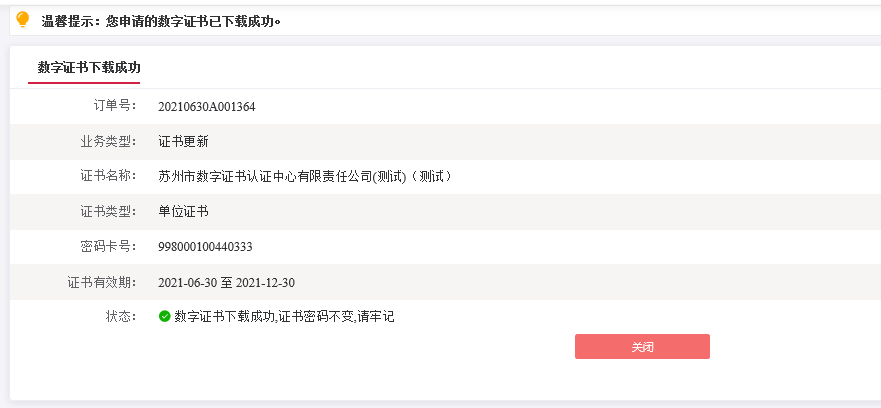 温馨提示：您申请的数字证书已下载成功。
数字证书下载成功
订单号： 20210630A001364
业务类型： 证书更新
证书名称： 苏州市数字证书认证中心有限责任公司(测试)（测试）
证书类型： 单位证书
密码卡号： 998000100440333
证书有效期： 2021-06-30 至 2021-12-30
状态： 数字证书下载成功,证书密码不变,请牢记
关闭